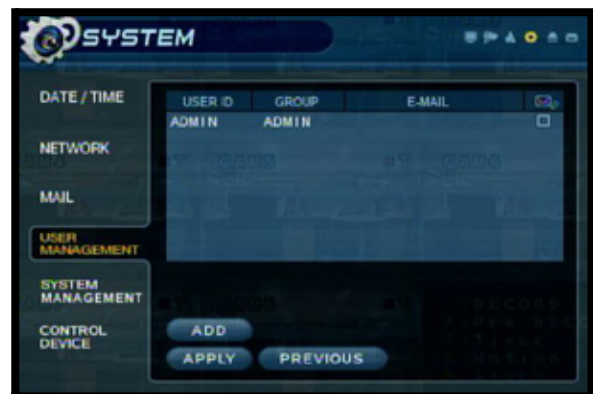 SYSTEM
DATE / TIME
NETWORK
MAIL
USER
MANAGEMENT
SYSTEM
MANAGEMENT
CONTROL
DEVICE
USER ID GROUP E-MAIL
ADMIN ADMIN
ADD
APPLY PREVIOUS